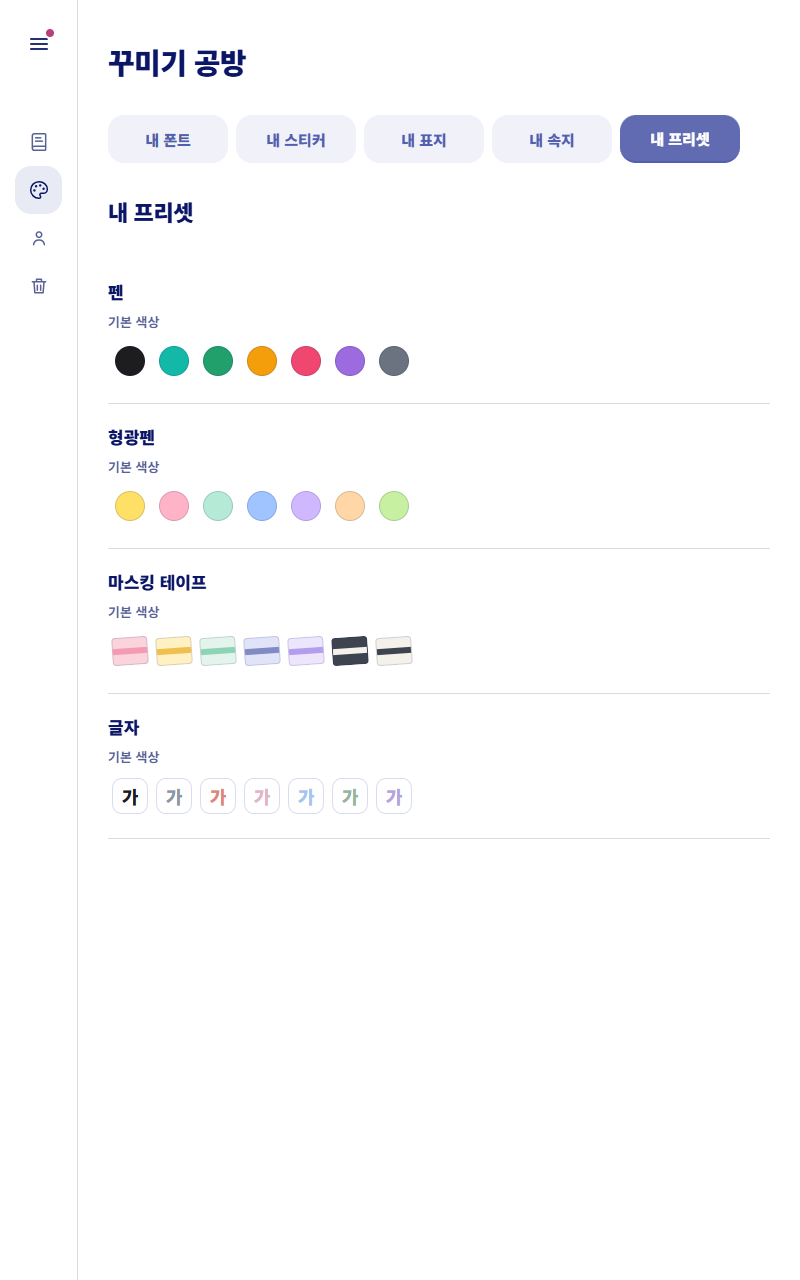 꾸미기 공방
내 폰트 내 스티커 내 표지 내 속지 내 프리셋
내 프리셋
펜
기본 색상
형광펜
기본 색상
마스킹 테이프
기본 색상
글자
기본 색상
가 가 가 가 가 가 가